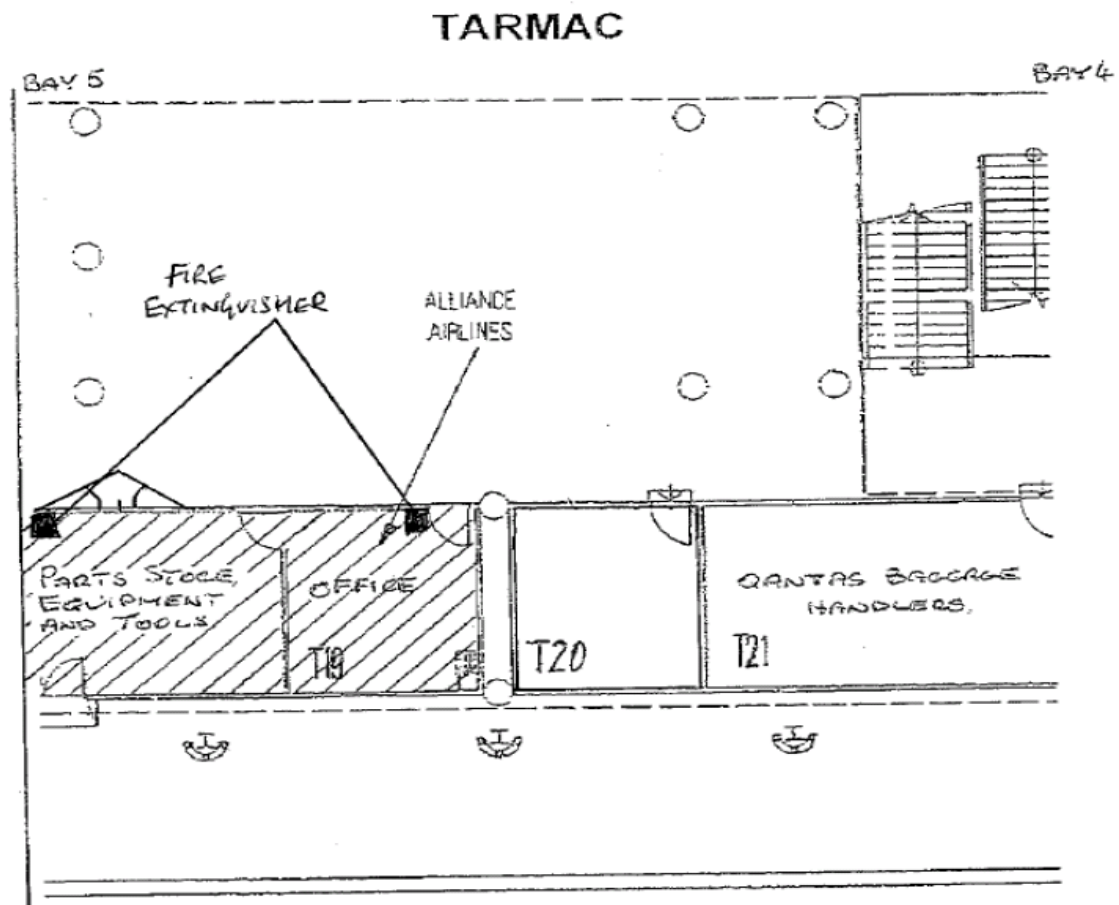 TARMAC
BAY 5
BAY 4
FIRE
EXTINGUISHER
ALLIANCE
AIRLINES
PARTS STORE,
EQUIPMENT
AND TOOLS
OFFICE
T19
T20
T21
QANTAS BAGGAGE
HANDLERS.